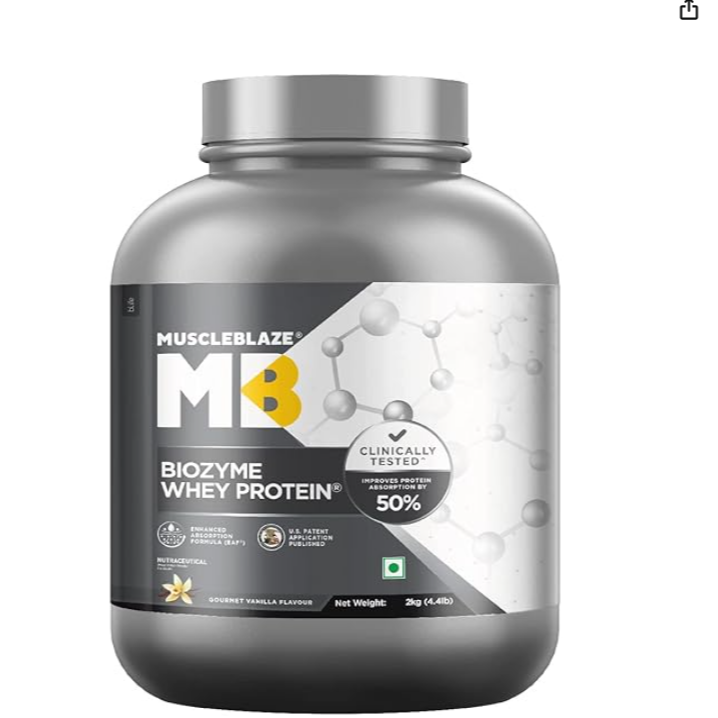 bLife
MUSCLEBLAZE®
MB
BIOZYME
WHEY PROTEIN®
CLINICALLY
TESTED^
IMPROVES PROTEIN
ABSORPTION BY
50%
ENHANCED
ABSORPTION
FORMULA (EAF®)
U.S. PATENT
APPLICATION
PUBLISHED
NUTRACEUTICAL
GOURMET VANILLA FLAVOUR
Net Weight: 2kg (4.4lb)